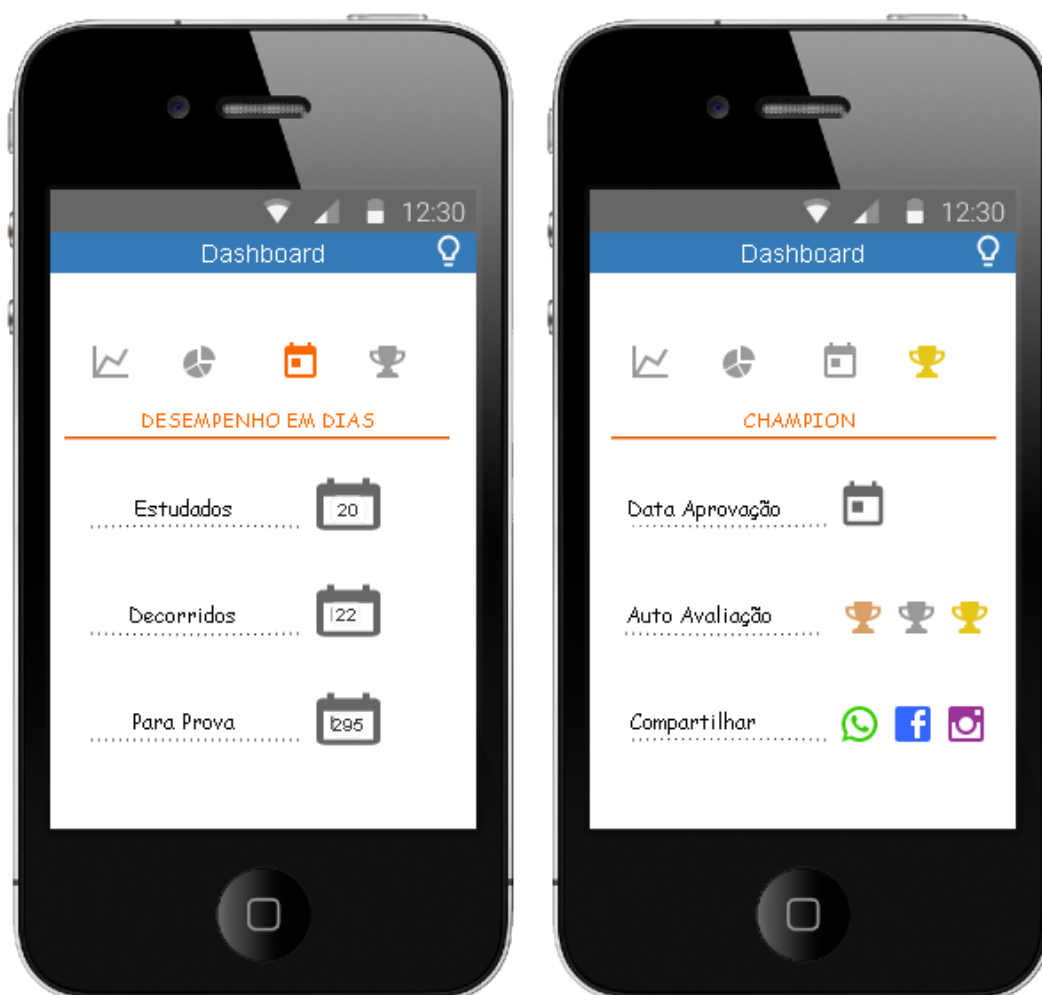 12:30
Dashboard
DESEMPENHO EM DIAS
Estudados 20
Decorridos 22
Para Prova 295
12:30
Dashboard
CHAMPION
Data Aprovação
Auto Avaliação
Compartilhar